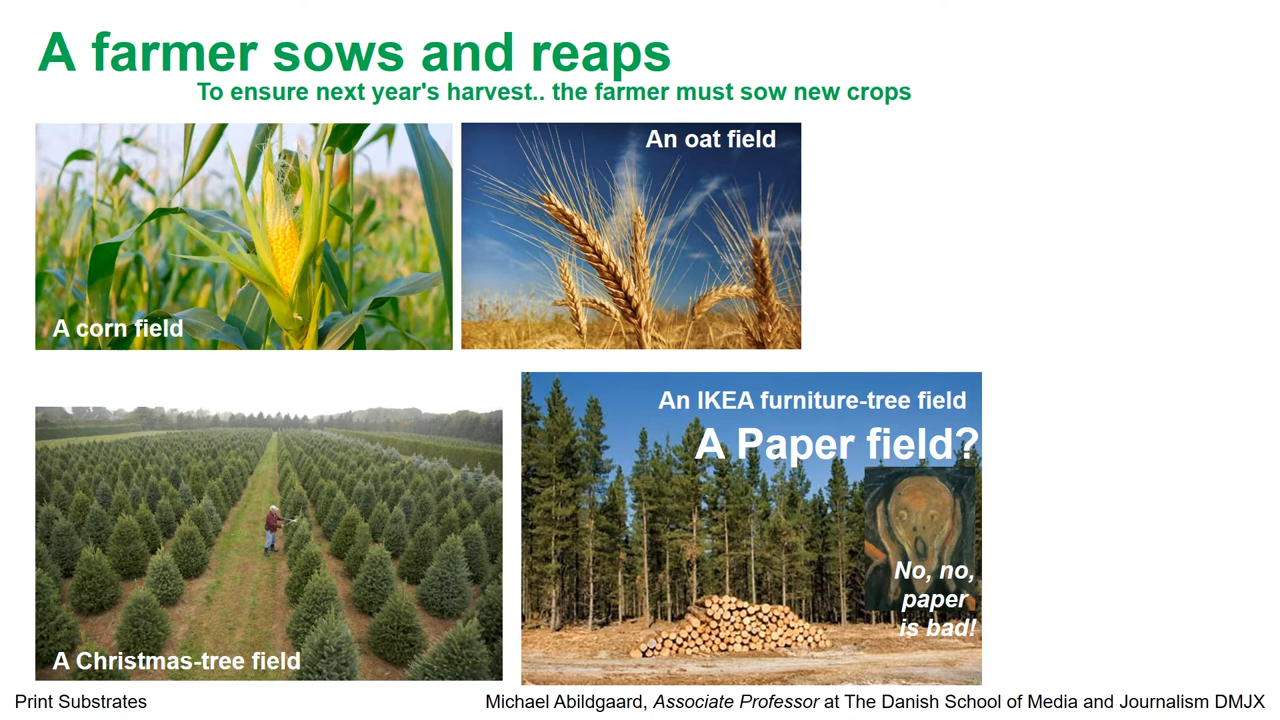 A farmer sows and reaps
To ensure next year's harvest.. the farmer must sow new crops
An oat field
A corn field
An IKEA furniture-tree field
A Paper field?
No, no,
paper
is bad!
A Christmas-tree field
Print Substrates
Michael Abildgaard, Associate Professor at The Danish School of Media and Journalism DMJX